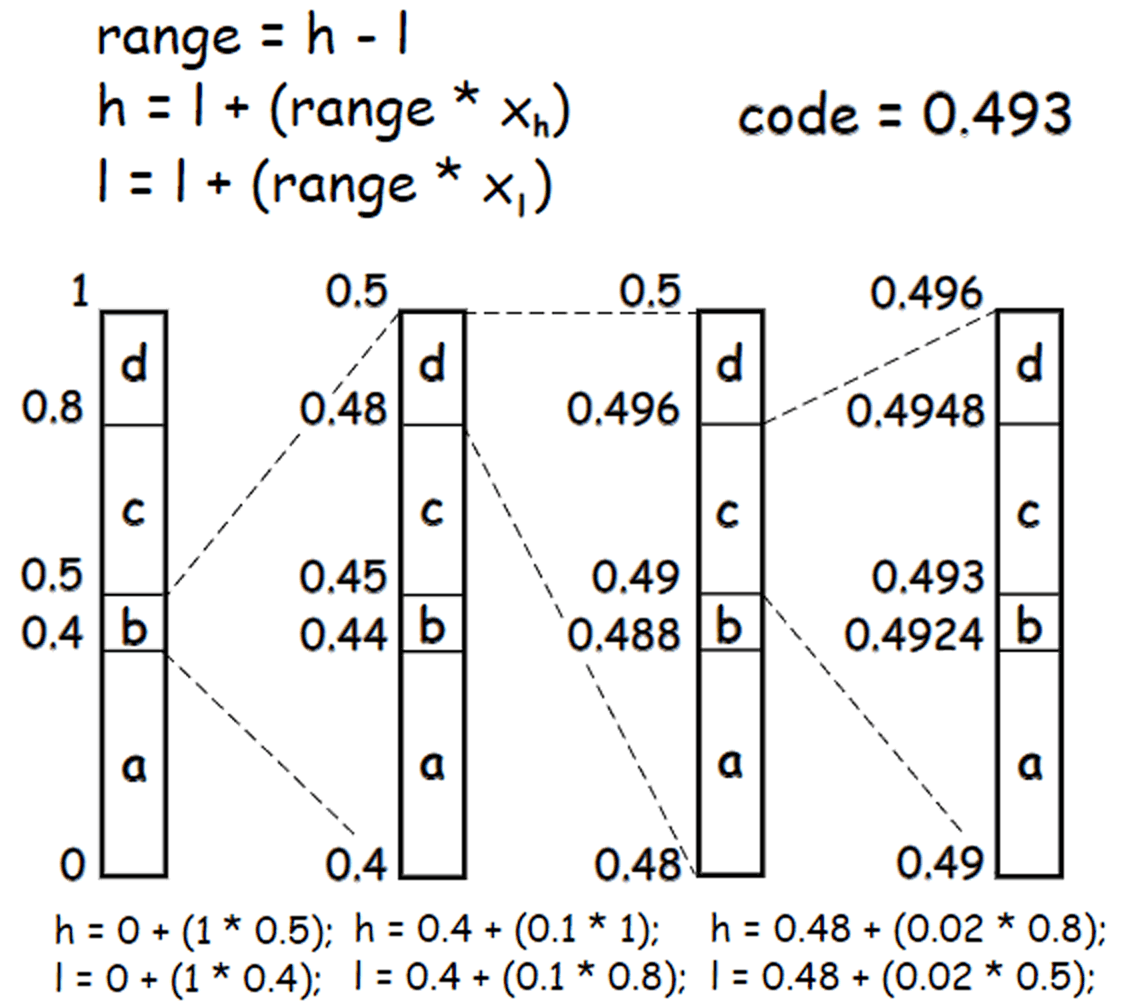 range = h - l
h = l + (range * xh)
l = l + (range * xl)
code = 0.493
1
d
0.8
c
0.5
b
0.4
a
0
0.5
d
0.48
c
0.45
b
0.44
a
0.4
0.5
d
0.496
c
0.49
b
0.488
a
0.48
0.496
d
0.4948
c
0.493
b
0.4924
a
0.49
h = 0 + (1 * 0.5);
l = 0 + (1 * 0.4);
h = 0.4 + (0.1 * 1);
l = 0.4 + (0.1 * 0.8);
h = 0.48 + (0.02 * 0.8);
l = 0.48 + (0.02 * 0.5);